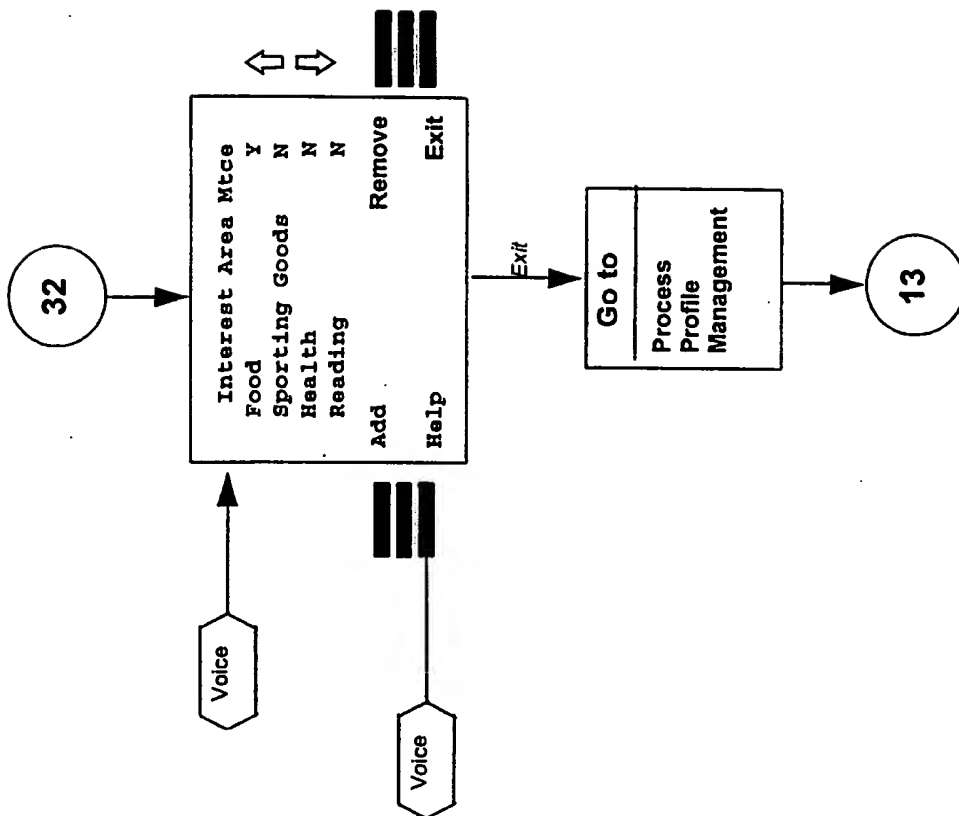 32
Voice
Interest Area Mtce
Food Y
Sporting Goods N
Health N
Reading N
Add Remove
Help Exit
Voice
Exit
Go to
Process
Profile
Management
13